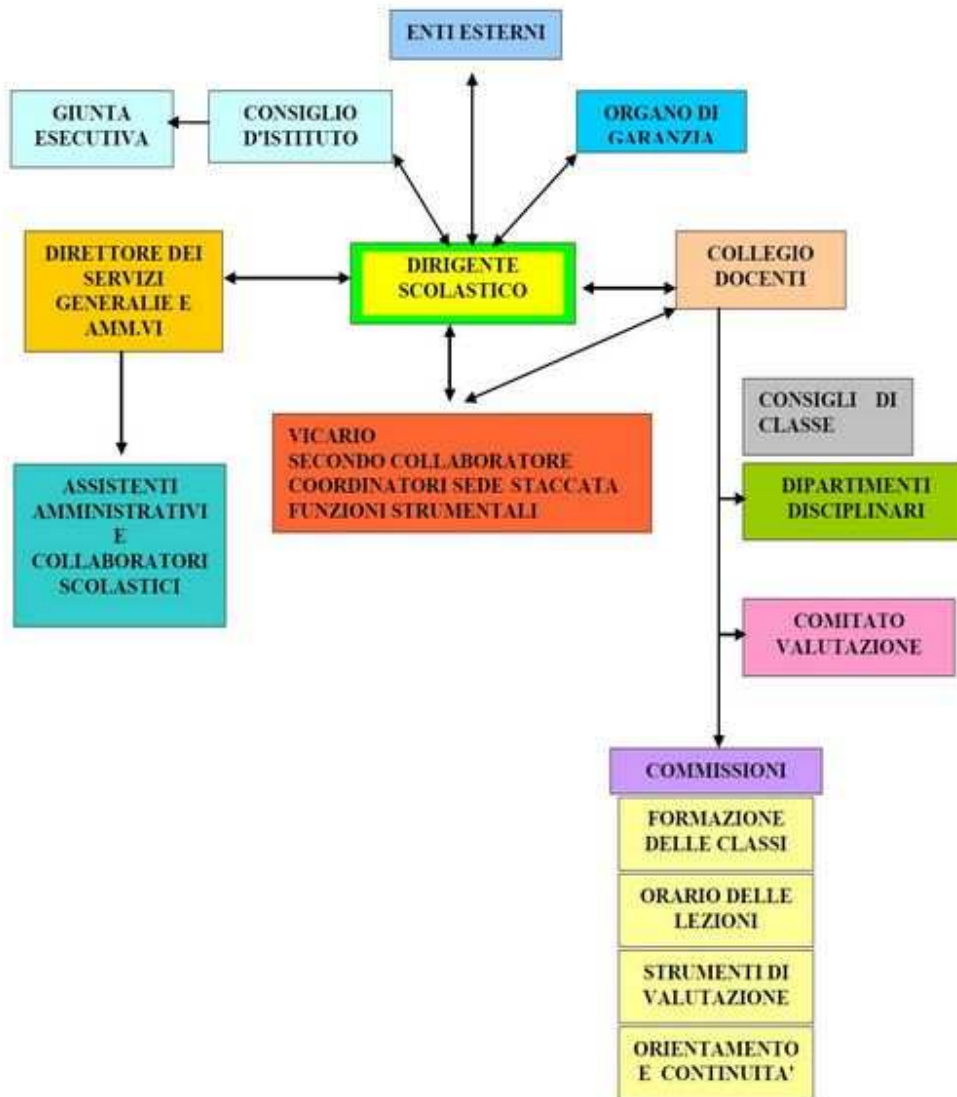 ENTI ESTERNI
GIUNTA
ESECUTIVA
CONSIGLIO
D'ISTITUTO
ORGANO DI
GARANZIA
DIRETTORE DEI
SERVIZI
GENERALIE E
AMM.VI
DIRIGENTE
SCOLASTICO
COLLEGIO
DOCENTI
VICARIO
SECONDO COLLABORATORE
COORDINATORI SEDE STACCATA
FUNZIONI STRUMENTALI
CONSIGLI DI
CLASSE
ASSISTENTI
AMMINISTRATIVI
E
COLLABORATORI
SCOLASTICI
DIPARTIMENTI
DISCIPLINARI
COMITATO
VALUTAZIONE
COMMISSIONI
FORMAZIONE
DELLE CLASSI
ORARIO DELLE
LEZIONI
STRUMENTI DI
VALUTAZIONE
ORIENTAMENTO
E CONTINUITA'